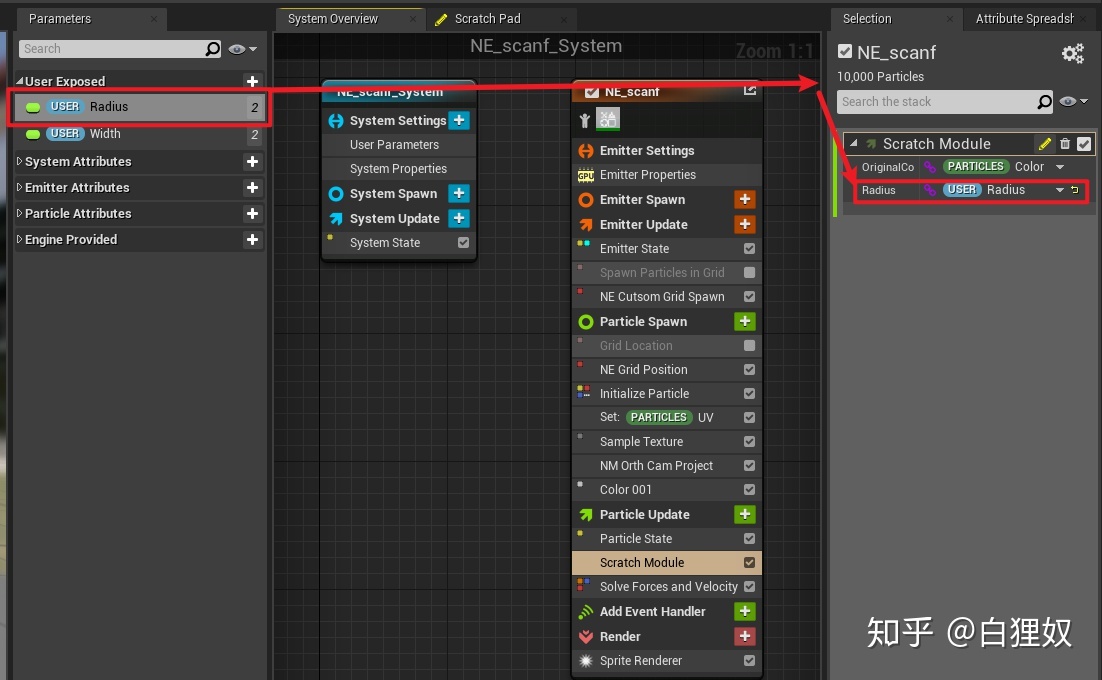 Parameters
Search
User Exposed
USER Radius 2
USER Width 2
System Attributes
Emitter Attributes
Particle Attributes
Engine Provided
System Overview
Scratch Pad
NE_scanf_System
Zoom 1:1
NE_scanf_System
System Settings
User Parameters
System Properties
System Spawn
System Update
System State
NE_scanf
Emitter Settings
GPU Emitter Properties
Emitter Spawn
Emitter Update
Emitter State
Spawn Particles in Grid
NE Cutsom Grid Spawn
Particle Spawn
Grid Location
NE Grid Position
Initialize Particle
Set: PARTICLES UV
Sample Texture
NM Orth Cam Project
Color 001
Particle Update
Particle State
Scratch Module
Solve Forces and Velocity
Add Event Handler
Render
Sprite Renderer
Selection
Attribute Spreadsh
NE_scanf
10,000 Particles
Search the stack
Scratch Module
OriginalCo PARTICLES Color
Radius USER Radius
知乎 @白狸奴